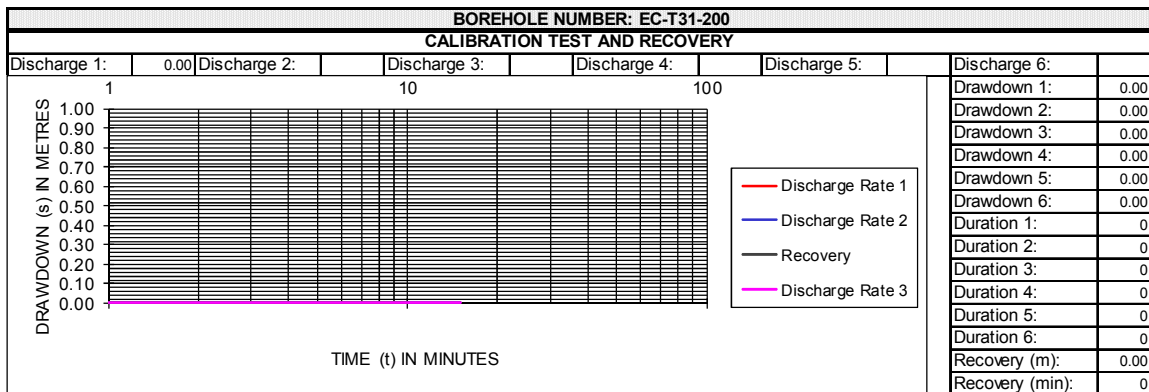 BOREHOLE NUMBER: EC-T31-200
CALIBRATION TEST AND RECOVERY
Discharge 1: 0.00 Discharge 2: Discharge 3: Discharge 4: Discharge 5: Discharge 6:
1 10 100
1.00
0.90
0.80
0.70
0.60
0.50
0.40
0.30
0.20
0.10
0.00
DRAWDOWN (s) IN METRES
TIME (t) IN MINUTES
Discharge Rate 1
Discharge Rate 2
Recovery
Discharge Rate 3
Drawdown 1: 0.00
Drawdown 2: 0.00
Drawdown 3: 0.00
Drawdown 4: 0.00
Drawdown 5: 0.00
Drawdown 6: 0.00
Duration 1: 0
Duration 2: 0
Duration 3: 0
Duration 4: 0
Duration 5: 0
Duration 6: 0
Recovery (m): 0.00
Recovery (min): 0